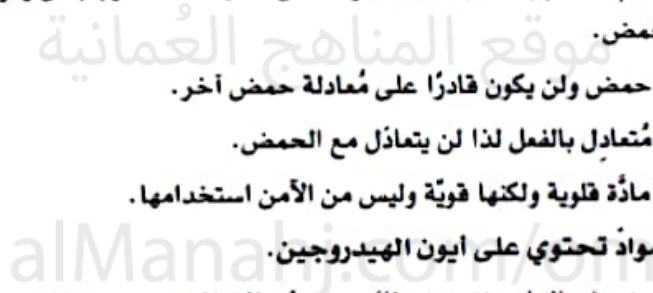 موقع المناهج العُمانية
حمض.
حمض ولن يكون قادرًا على مُعادلة حمض آخر.
مُتعادِل بالفعل لذا لن يتعادَل مع الحمض.
مادَّة قلوية ولكنها قويّة وليس من الآمن استخدامها.
موادّ تحتوي على أيون الهيدروجين.
alManahj.com/om